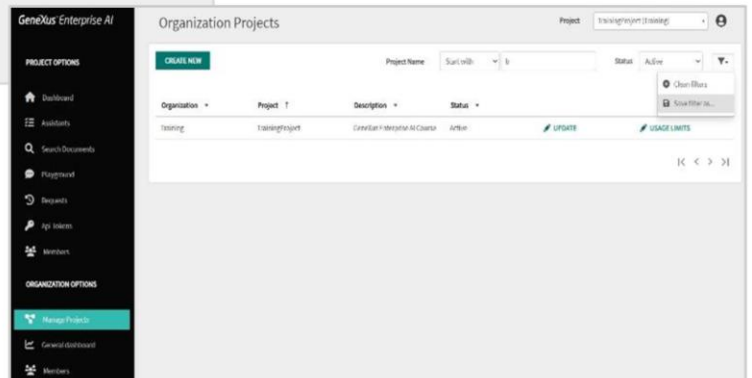 GeneXus Enterprise AI
Organization Projects
Project
TrainingProject (Training)
PROJECT OPTIONS
CREATE NEW
Project Name
Start with
Status
Active
Clean filters
Save filter as...
Dashboard
Assistants
Search Documents
Playground
Requests
Api Tokens
Members
Organization
Project
Description
Status
Training
TrainingProject
GeneXus Enterprise AI Course
Active
UPDATE
USAGE LIMITS
ORGANIZATION OPTIONS
Manage Projects
General dashboard
Members